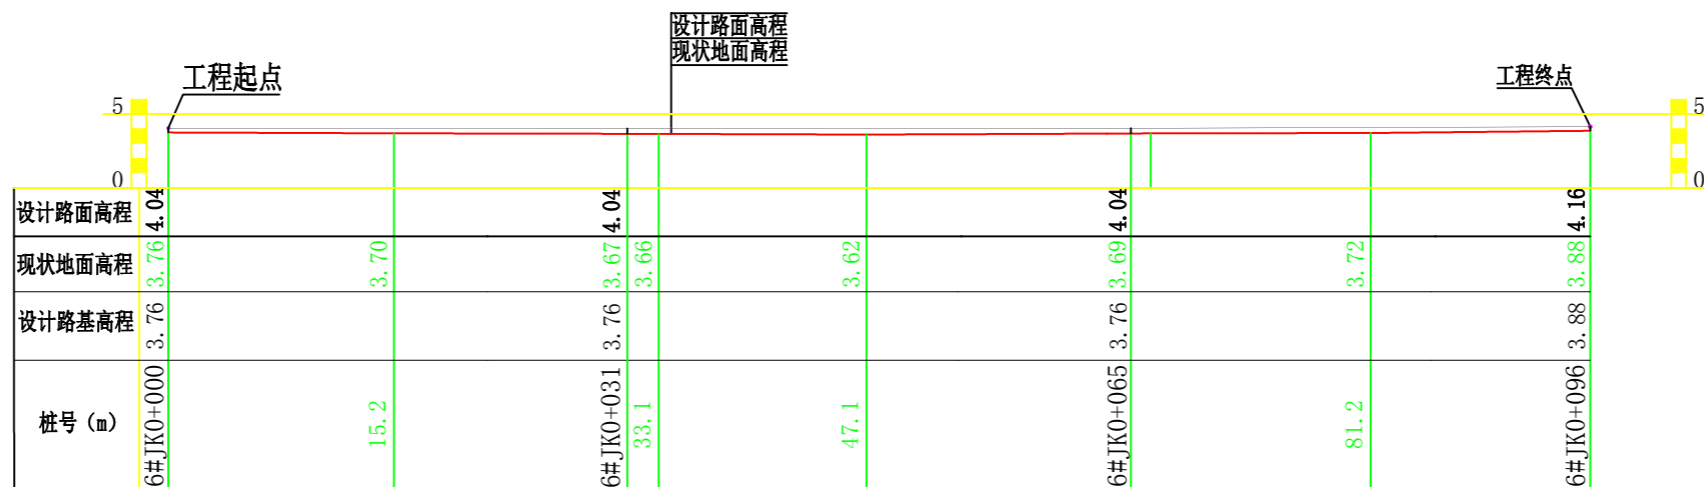 设计路面高程
现状地面高程
工程起点
工程终点
5
5
0
0
设计路面高程 4.04 4.04 4.04 4.16
现状地面高程 3.76 3.70 3.67 3.66 3.62 3.69 3.72 3.88
设计路基高程 3.76 3.76 3.76 3.88
桩号（m） 6#JK0+000 15.2 6#JK0+031 33.1 47.1 6#JK0+065 81.2 6#JK0+096